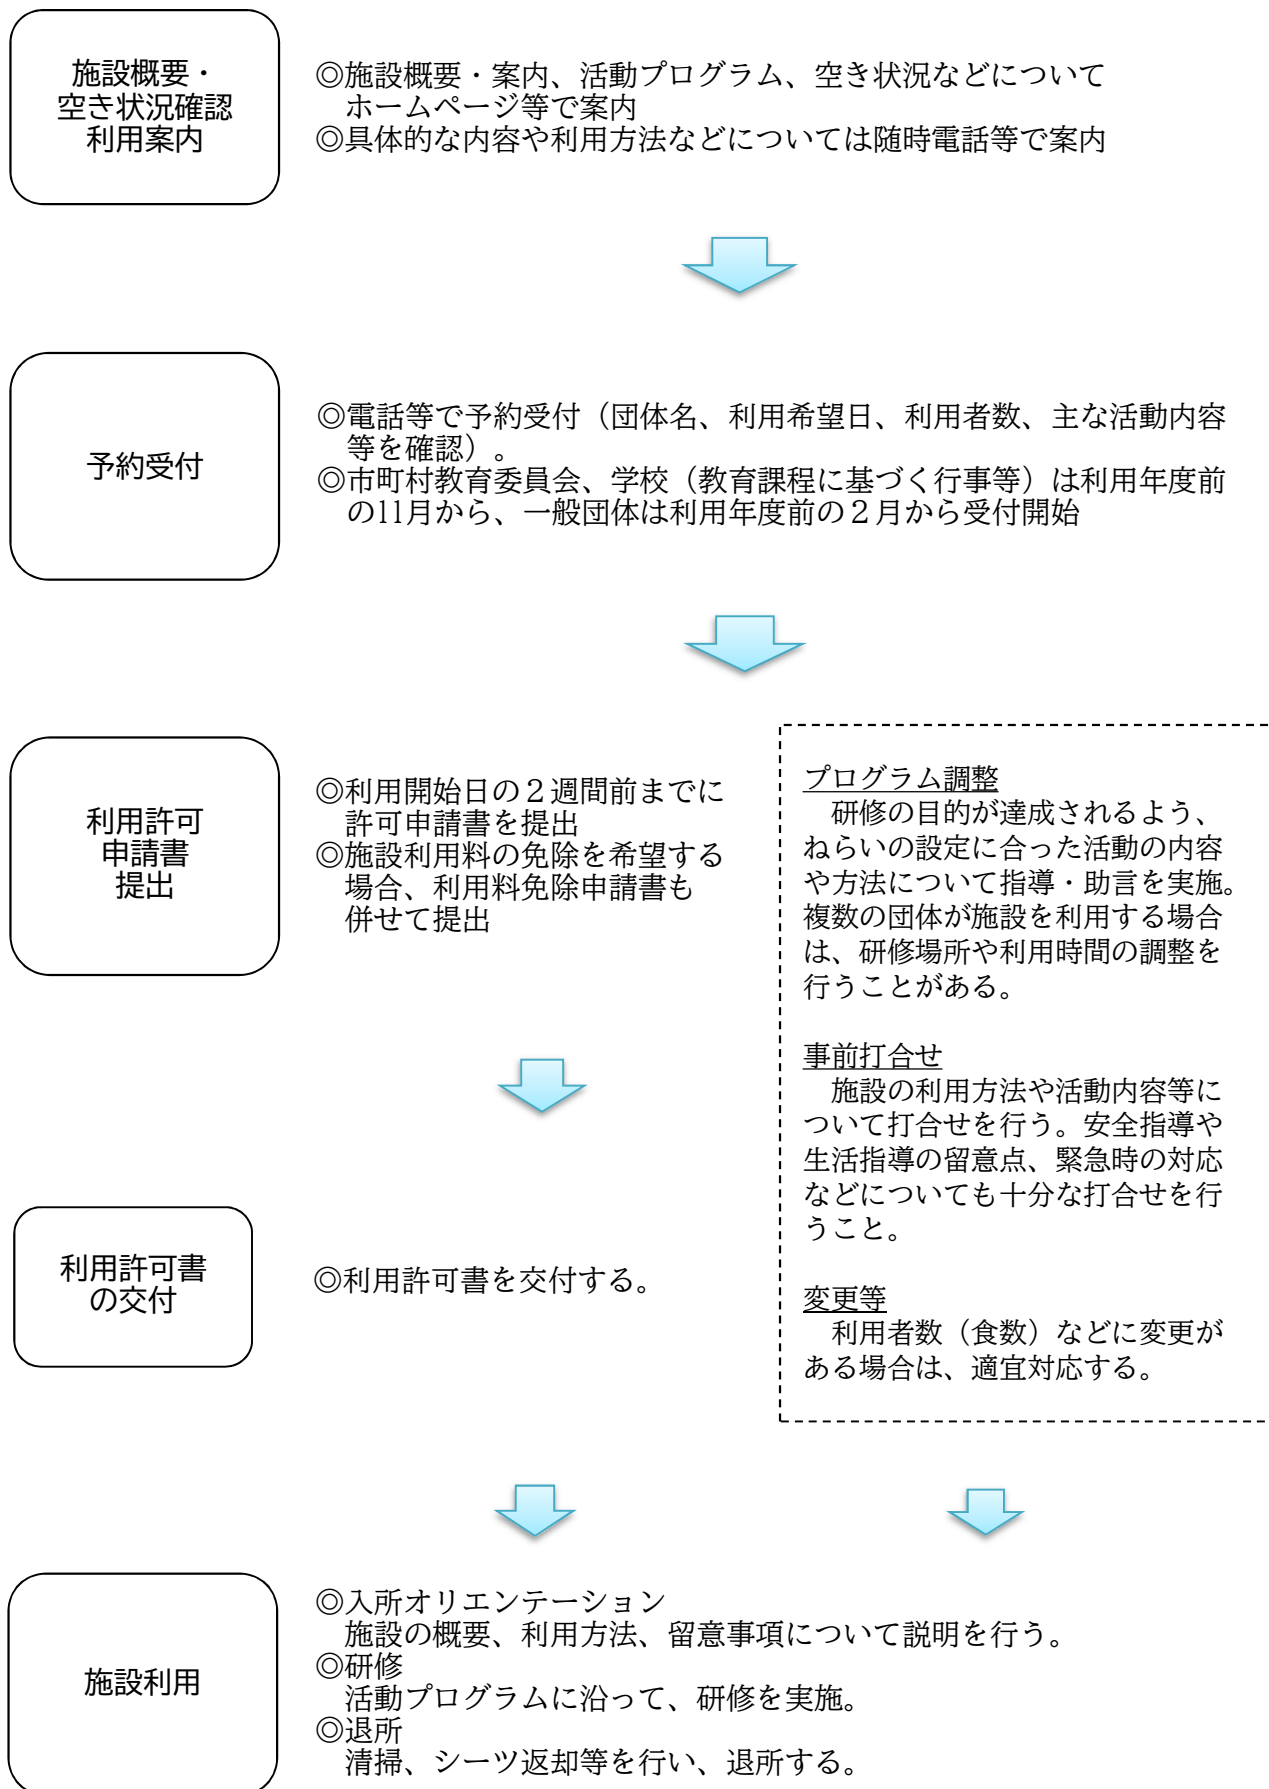 施設概要・
空き状況確認
利用案内
◎施設概要・案内、活動プログラム、空き状況などについて
ホームページ等で案内
◎具体的な内容や利用方法などについては随時電話等で案内
予約受付
◎電話等で予約受付（団体名、利用希望日、利用者数、主な活動内容
等を確認）。
◎市町村教育委員会、学校（教育課程に基づく行事等）は利用年度前
の11月から、一般団体は利用年度前の２月から受付開始
利用許可
申請書
提出
◎利用開始日の２週間前までに
許可申請書を提出
◎施設利用料の免除を希望する
場合、利用料免除申請書も
併せて提出
プログラム調整
研修の目的が達成されるよう、
ねらいの設定に合った活動の内容
や方法について指導・助言を実施。
複数の団体が施設を利用する場合
は、研修場所や利用時間の調整を
行うことがある。
事前打合せ
施設の利用方法や活動内容等に
ついて打合せを行う。安全指導や
生活指導の留意点、緊急時の対応
などについても十分な打合せを行
うこと。
変更等
利用者数（食数）などに変更が
ある場合は、適宜対応する。
利用許可書
の交付
◎利用許可書を交付する。
施設利用
◎入所オリエンテーション
施設の概要、利用方法、留意事項について説明を行う。
◎研修
活動プログラムに沿って、研修を実施。
◎退所
清掃、シーツ返却等を行い、退所する。